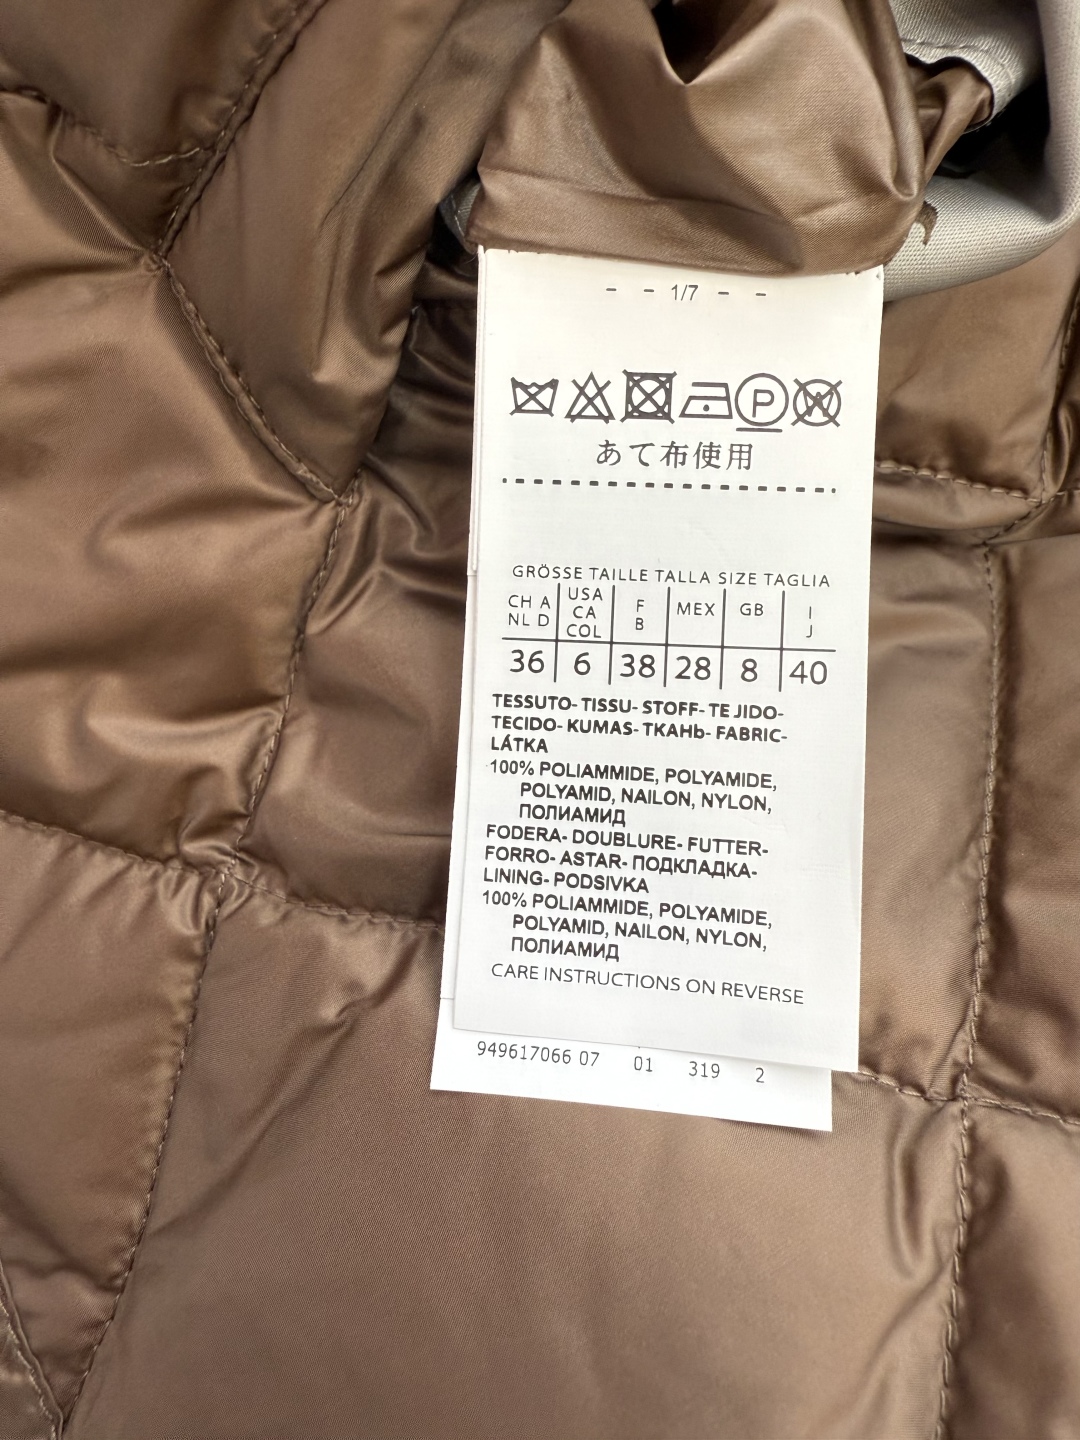 - - 1/7 - -
P W
あて布使用
GRÖSSE TAILLE TALLA SIZE TAGLIA
CH A NL D USA CA COL F B MEX GB I J
36 6 38 28 8 40
TESSUTO- TISSU- STOFF- TEJIDO-
TECIDO- KUMAS- ТКАНЬ- FABRIC-
LÁTKA
100% POLIAMMIDE, POLYAMIDE,
POLYAMID, NAILON, NYLON,
ПОЛИАМИД
FODERA- DOUBLURE- FUTTER-
FORRO- ASTAR- ПОДКЛАДКА-
LINING- PODSIVKA
100% POLIAMMIDE, POLYAMIDE,
POLYAMID, NAILON, NYLON,
ПОЛИАМИД
CARE INSTRUCTIONS ON REVERSE
949617066 07 01 319 2